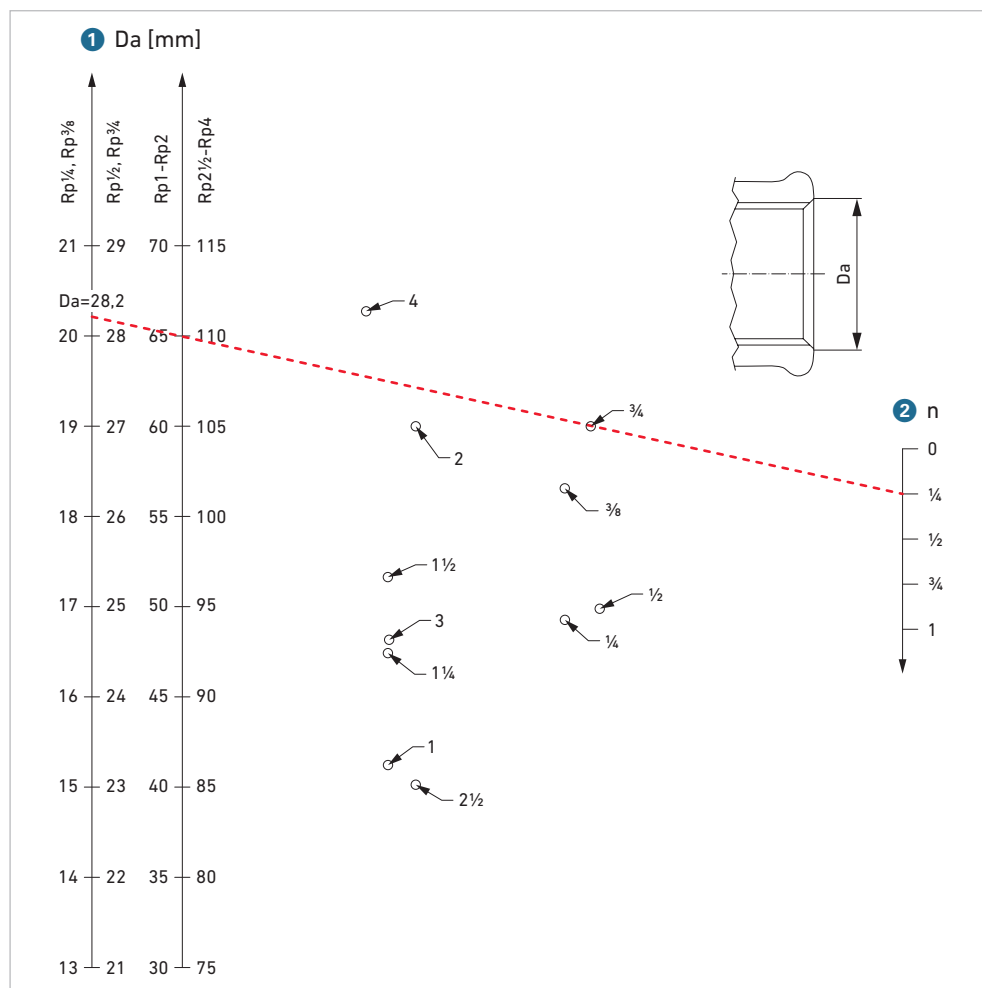 1 Da [mm]
Rp¼, Rp⅜
Rp½, Rp¾
Rp1-Rp2
Rp2½-Rp4
21 29 70 115
Da=28,2
4
20 28 65 110
Da
19 27 60 105
¾
2 n
2
0
¼
⅜
18 26 55 100
½
1½
¾
17 25 50 95
½
3
¼
1
1¼
16 24 45 90
1
15 23 40 85
2½
14 22 35 80
13 21 30 75